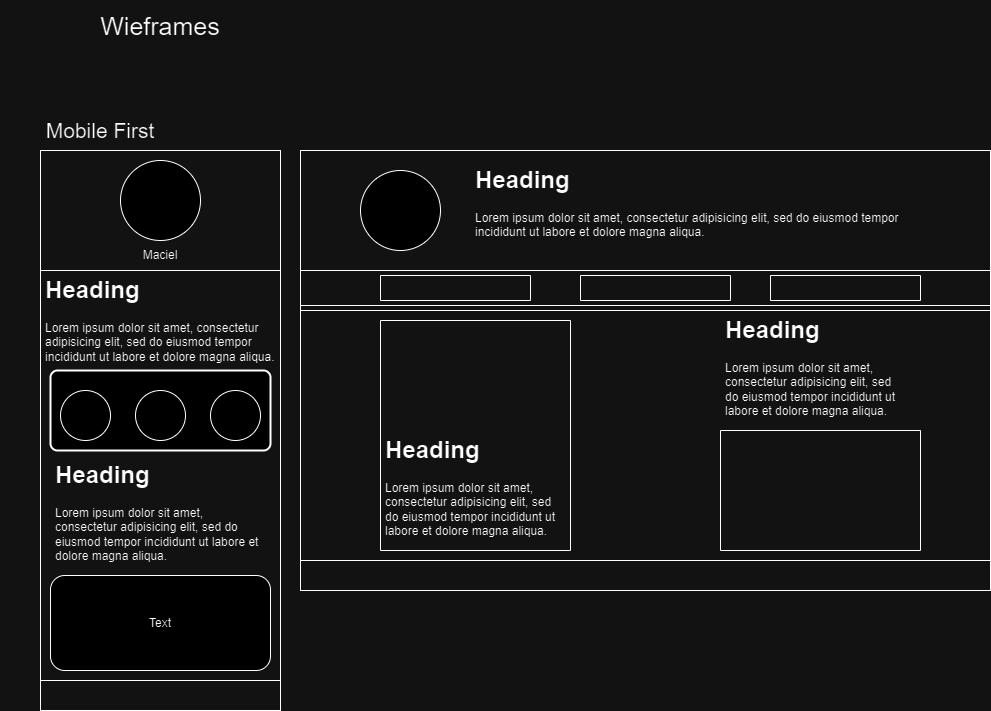 Wieframes
Mobile First
Maciel
Heading
Lorem ipsum dolor sit amet, consectetur
adipisicing elit, sed do eiusmod tempor
incididunt ut labore et dolore magna aliqua.
Heading
Lorem ipsum dolor sit amet,
consectetur adipisicing elit, sed do
eiusmod tempor incididunt ut labore et
dolore magna aliqua.
Text
Heading
Lorem ipsum dolor sit amet, consectetur adipisicing elit, sed do eiusmod tempor
incididunt ut labore et dolore magna aliqua.
Heading
Lorem ipsum dolor sit amet,
consectetur adipisicing elit, sed
do eiusmod tempor incididunt ut
labore et dolore magna aliqua.
Heading
Lorem ipsum dolor sit amet,
consectetur adipisicing elit, sed
do eiusmod tempor incididunt ut
labore et dolore magna aliqua.